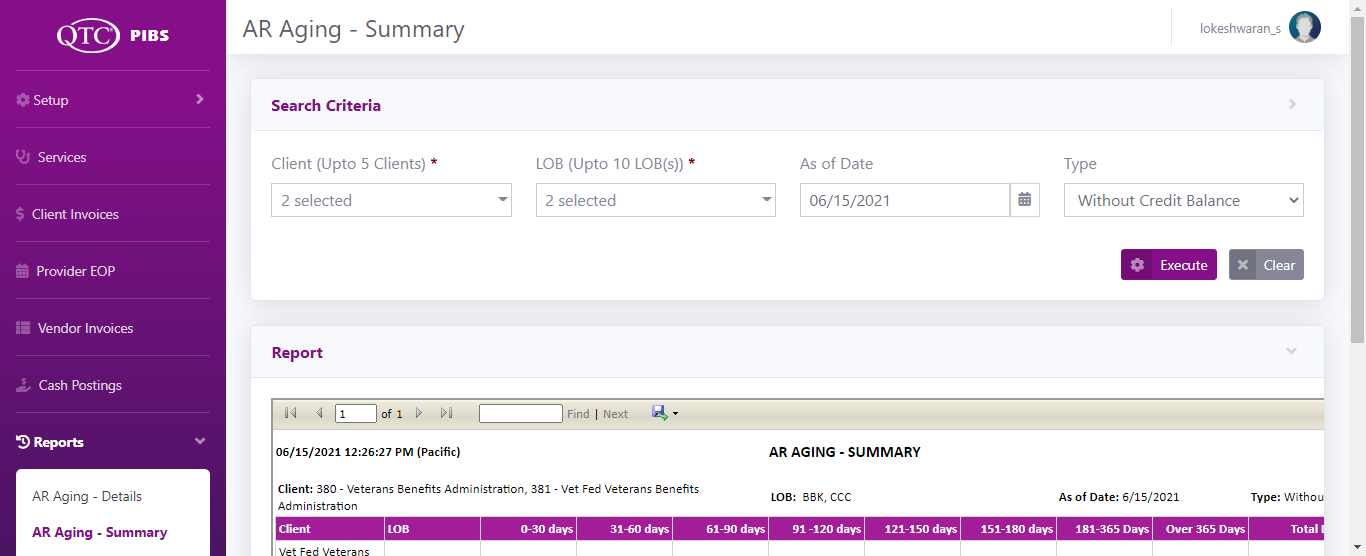 QTC PIBS
AR Aging - Summary
lokeshwaran_s
Setup
Services
Client Invoices
Provider EOP
Vendor Invoices
Cash Postings
Reports
AR Aging - Details
AR Aging - Summary
Search Criteria
Client (Upto 5 Clients) * LOB (Upto 10 LOB(s)) * As of Date Type
2 selected 2 selected 06/15/2021 Without Credit Balance
Execute Clear
Report
1 of 1 Find | Next
06/15/2021 12:26:27 PM (Pacific) AR AGING - SUMMARY
Client: 380 - Veterans Benefits Administration, 381 - Vet Fed Veterans Benefits
Administration
LOB: BBK, CCC As of Date: 6/15/2021 Type: Withou
Client LOB 0-30 days 31-60 days 61-90 days 91 -120 days 121-150 days 151-180 days 181-365 Days Over 365 Days Total
Vet Fed Veterans